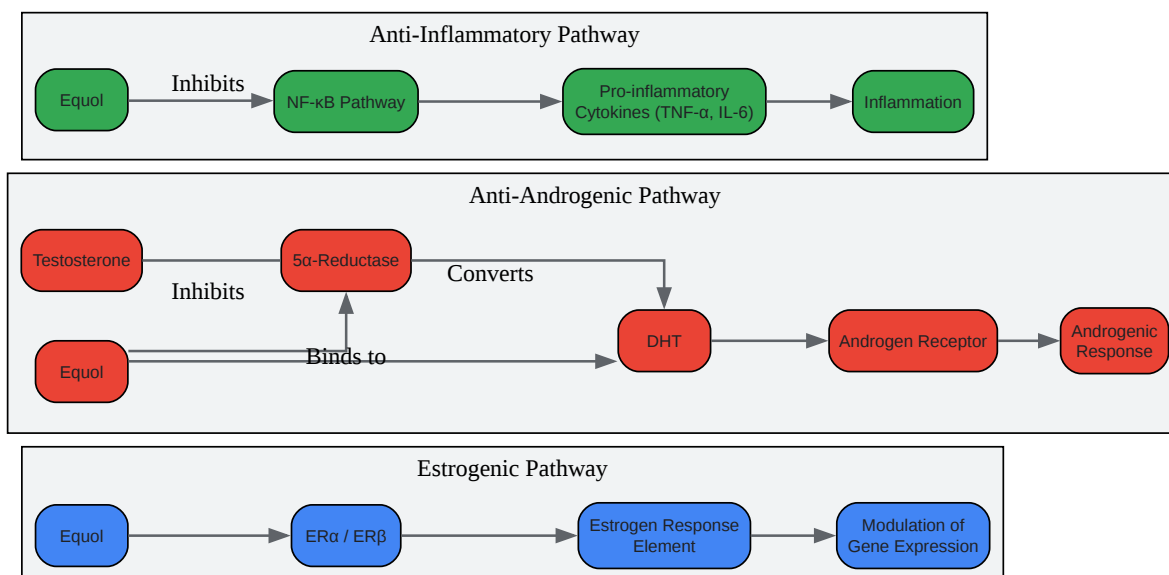 Anti-Inflammatory Pathway
Inhibits
Equol
NF-κB Pathway
Pro-inflammatory
Cytokines (TNF-α, IL-6)
Inflammation
Anti-Androgenic Pathway
Testosterone
5α-Reductase
Converts
Inhibits
Equol
Binds to
DHT
Androgen Receptor
Androgenic
Response
Estrogenic Pathway
Equol
ERα / ERβ
Estrogen Response
Element
Modulation of
Gene Expression